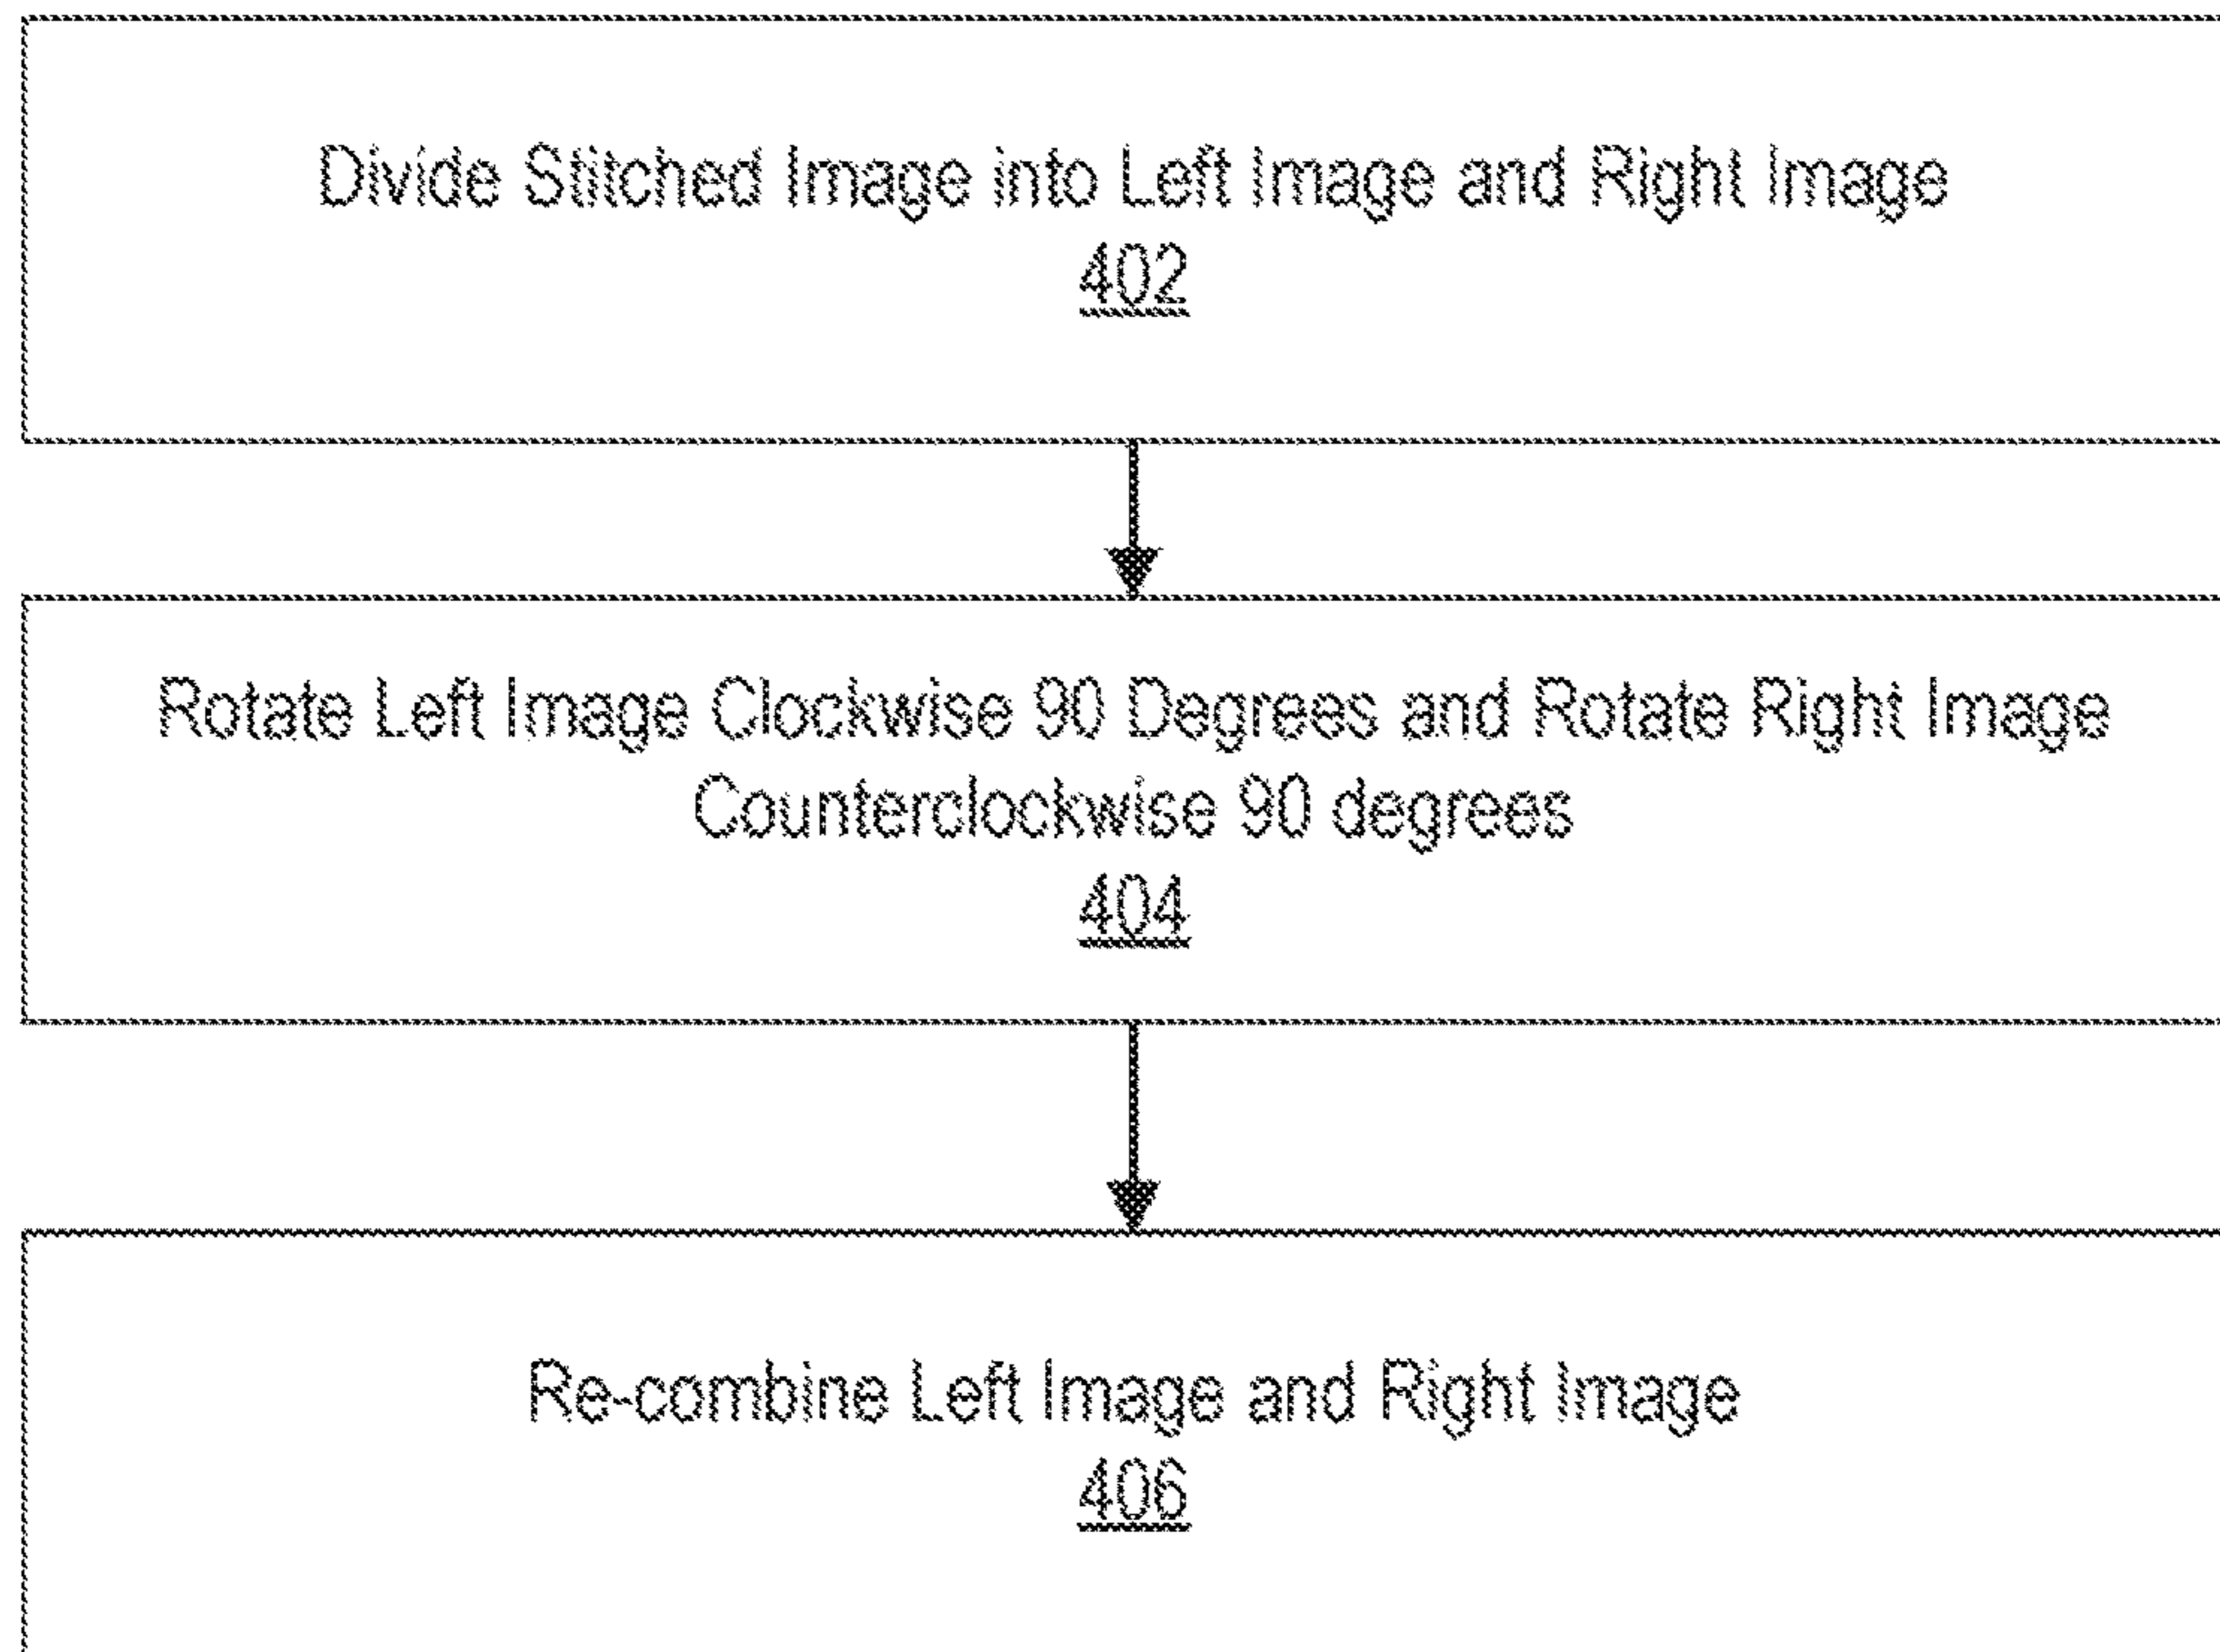 Divide Stitched Image into Left Image and Right Image
402
Rotate Left Image Clockwise 90 Degrees and Rotate Right Image
Counterclockwise 90 degrees
404
Re-combine Left Image and Right Image
406